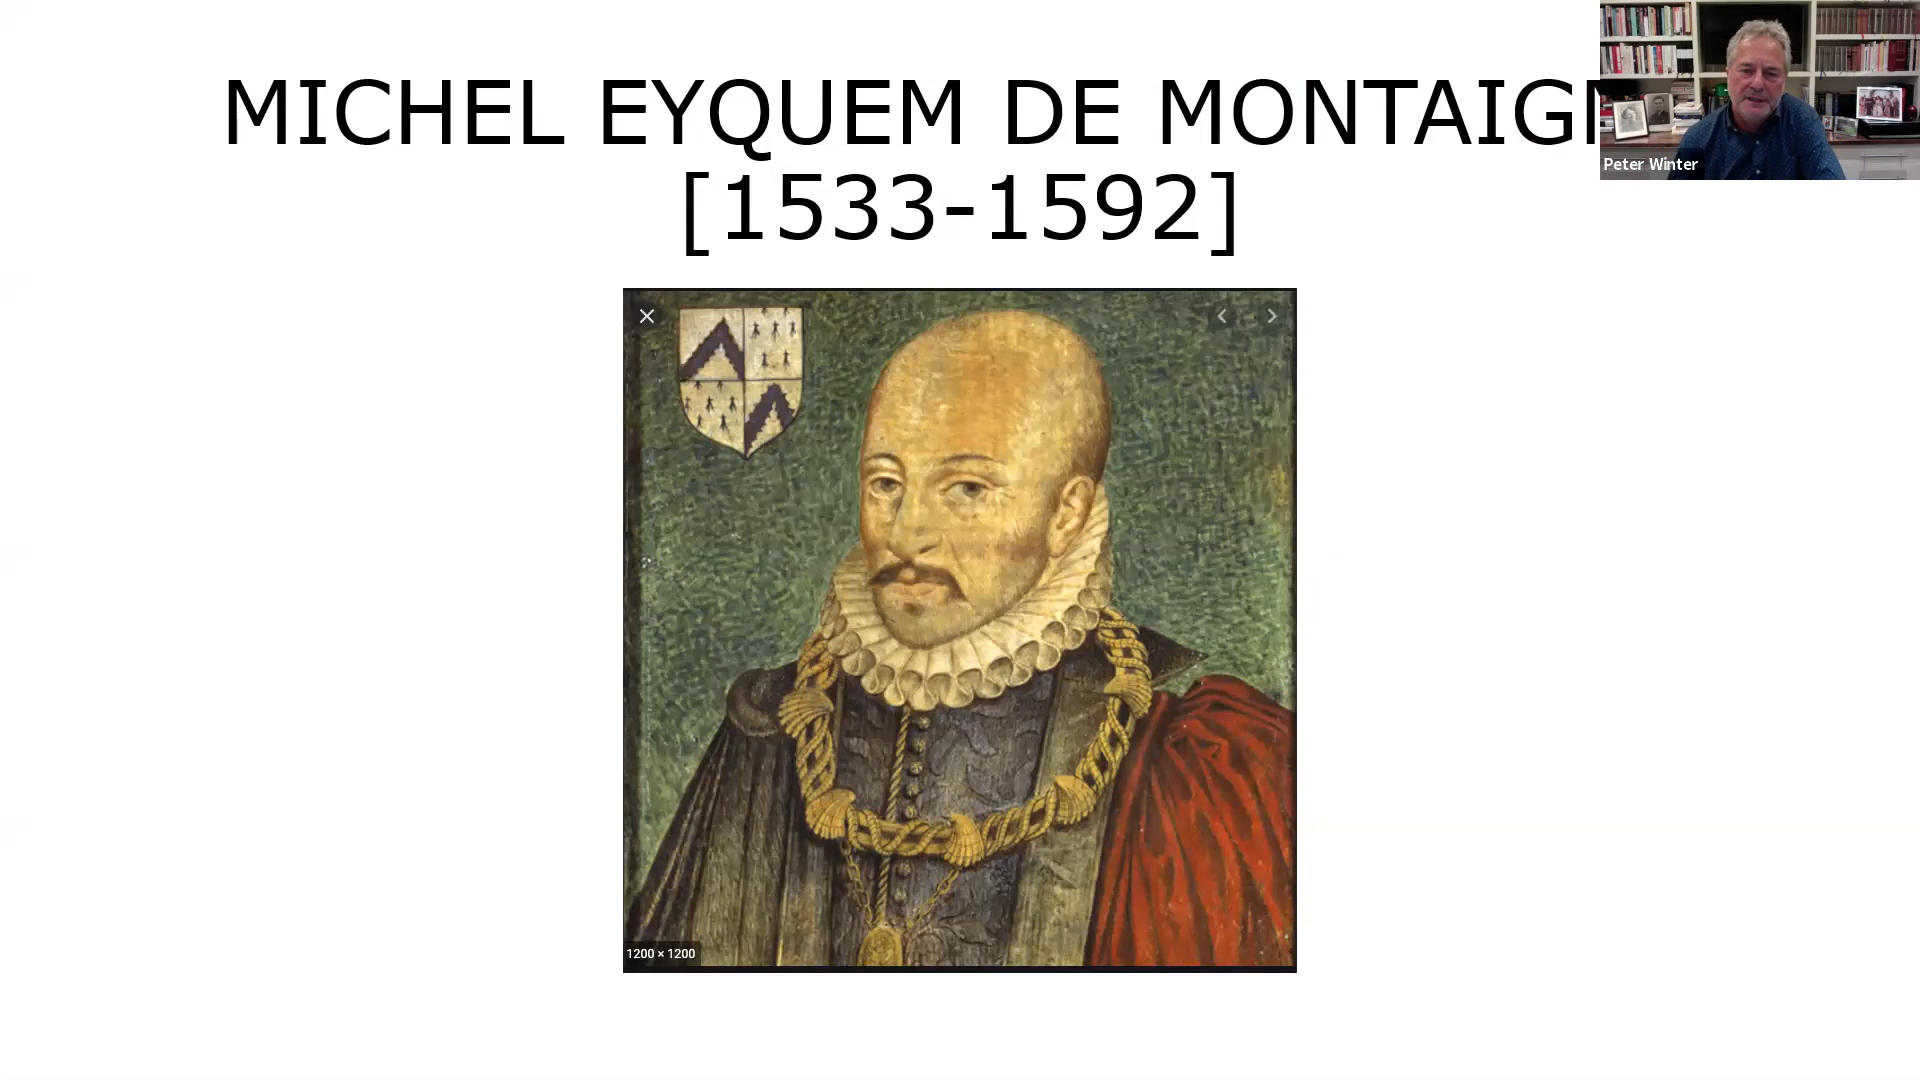 MICHEL EYQUEM DE MONTAIGN
[1533-1592]
Peter Winter
1200 × 1200